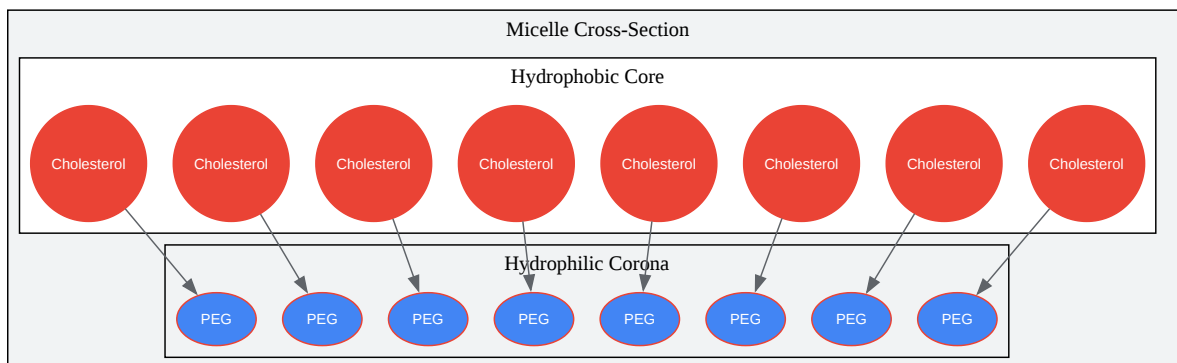 Micelle Cross-Section
Hydrophobic Core
Cholesterol Cholesterol Cholesterol Cholesterol Cholesterol Cholesterol Cholesterol Cholesterol
Hydrophilic Corona
PEG PEG PEG PEG PEG PEG PEG PEG